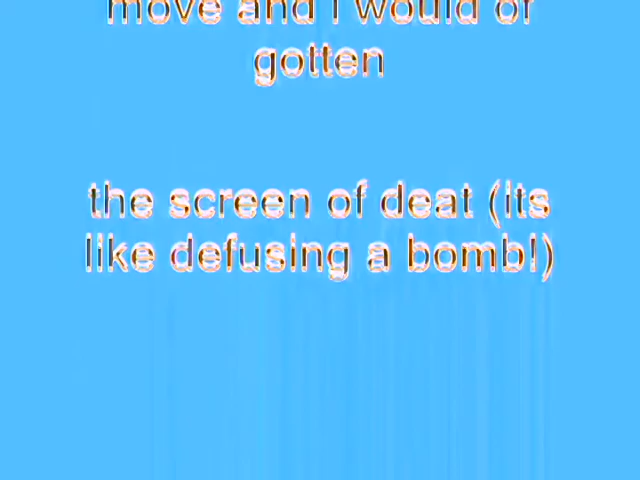 move and I would of
gotten
the screen of deat (its
like defusing a bomb!)